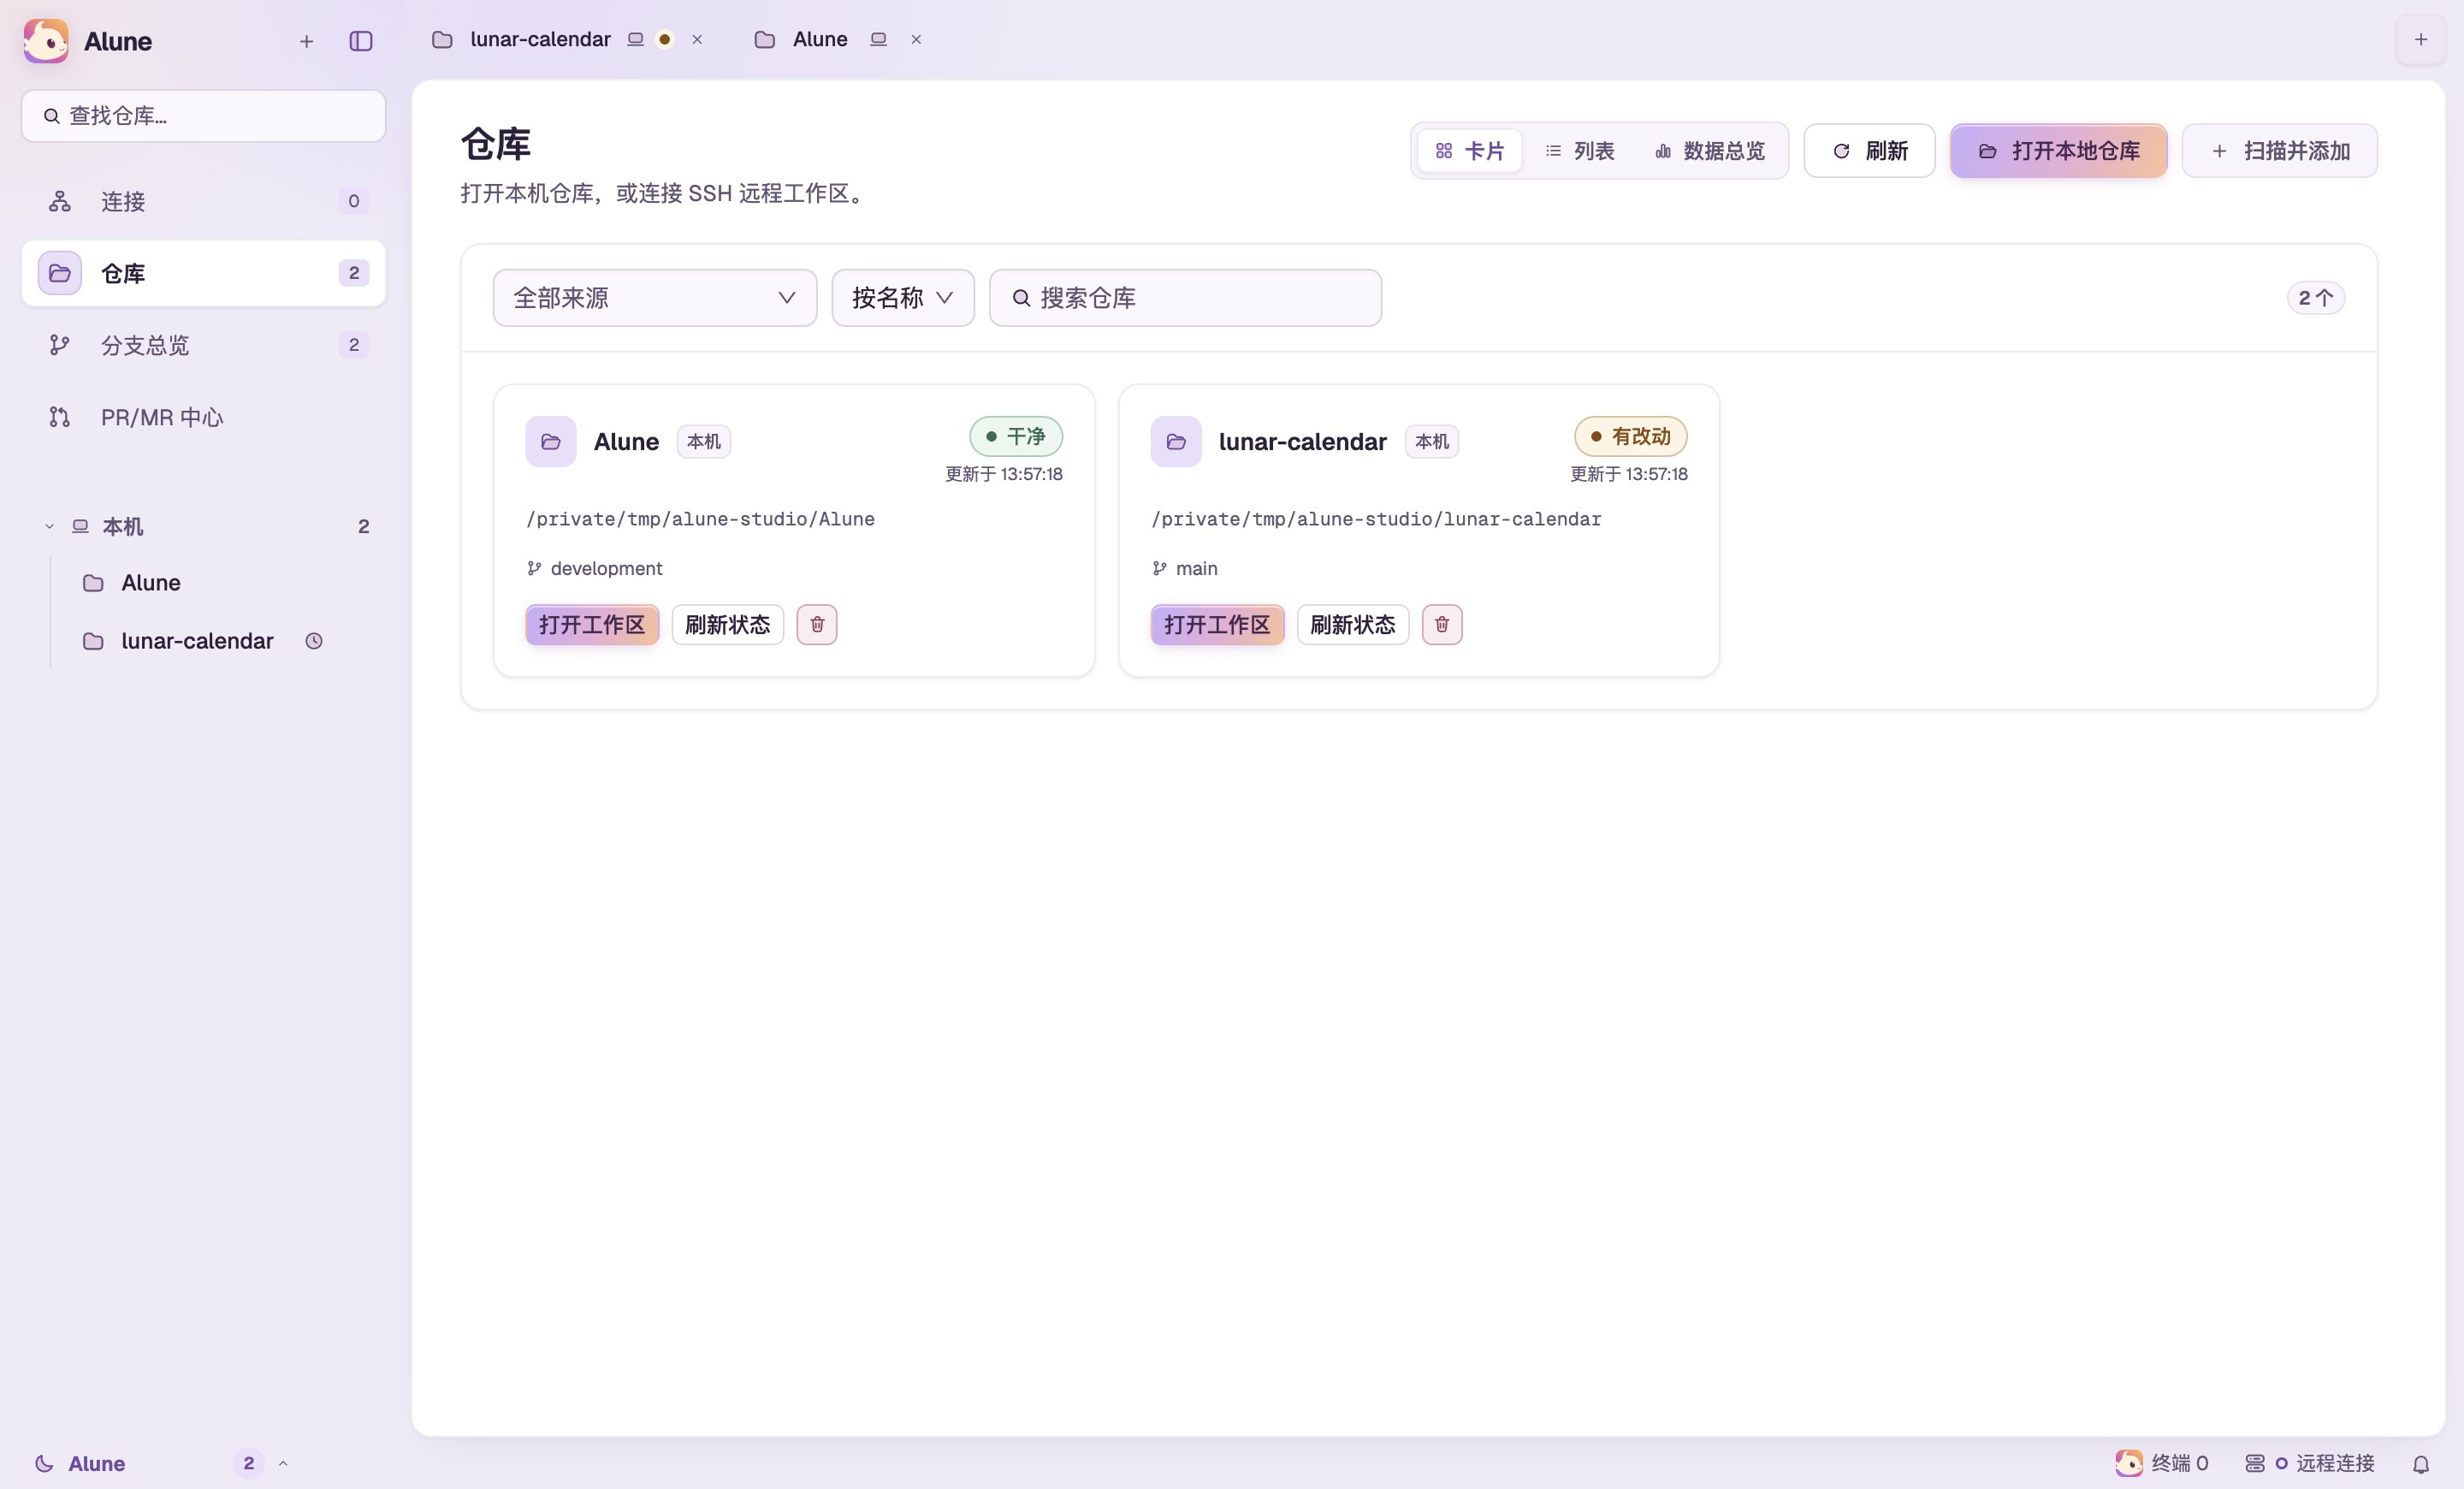 Alune
查找仓库...
连接 0
仓库 2
分支总览 2
PR/MR 中心
本机 2
Alune
lunar-calendar
Alune 2
lunar-calendar
Alune
仓库
打开本机仓库，或连接 SSH 远程工作区。
卡片 列表 数据总览 刷新 打开本地仓库 扫描并添加
全部来源 按名称 搜索仓库 2 个
Alune 本机 干净
更新于 13:57:18
/private/tmp/alune-studio/Alune
development
打开工作区 刷新状态
lunar-calendar 本机 有改动
更新于 13:57:18
/private/tmp/alune-studio/lunar-calendar
main
打开工作区 刷新状态
终端 0 远程连接